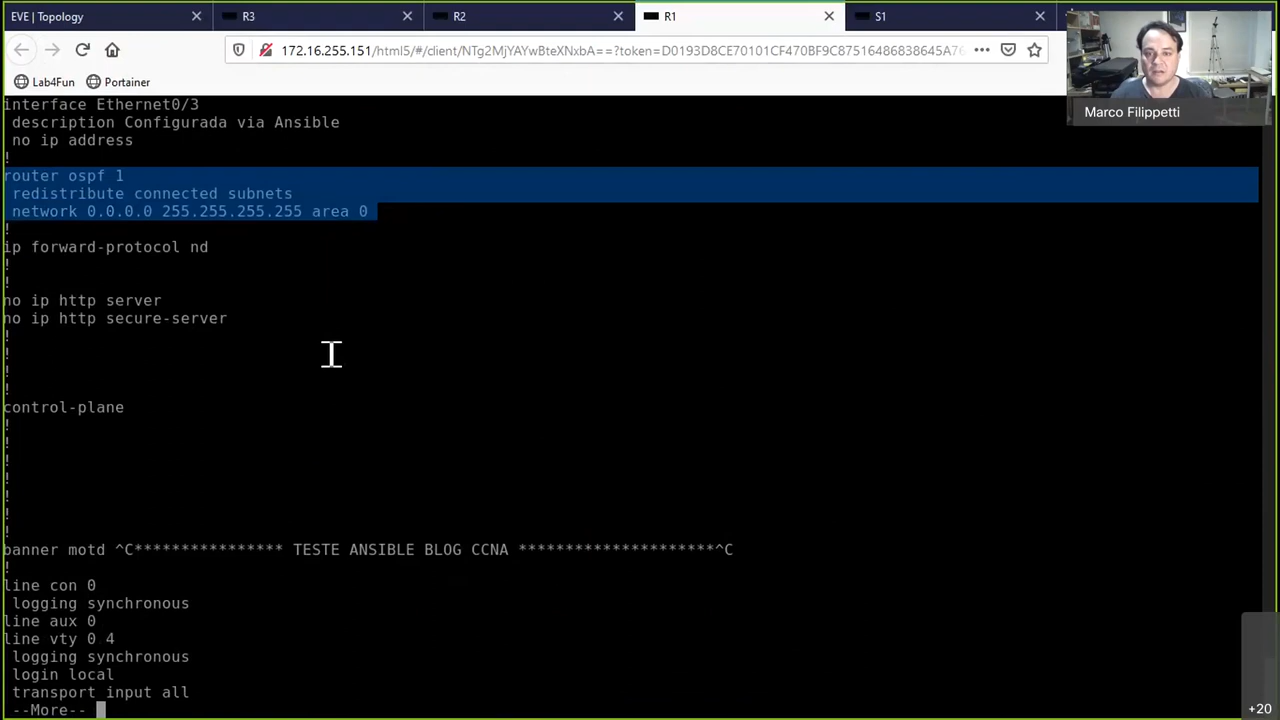 EVE | Topology
R3
R2
R1
S1
172.16.255.151/html5/#/client/NTg2MjYAYwBteXNxbA==?token=D0193D8CE70101CF470BF9C87516486838645A76
Lab4Fun
Portainer
Marco Filippetti
interface Ethernet0/3
description Configurada via Ansible
no ip address
!
router ospf 1
redistribute connected subnets
network 0.0.0.0 255.255.255.255 area 0
!
ip forward-protocol nd
!
!
no ip http server
no ip http secure-server
!
!
!
!
control-plane
!
!
!
!
!
!
!
banner motd ^C**************** TESTE ANSIBLE BLOG CCNA *********************^C
!
line con 0
logging synchronous
line aux 0
line vty 0 4
logging synchronous
login local
transport input all
--More--
+20